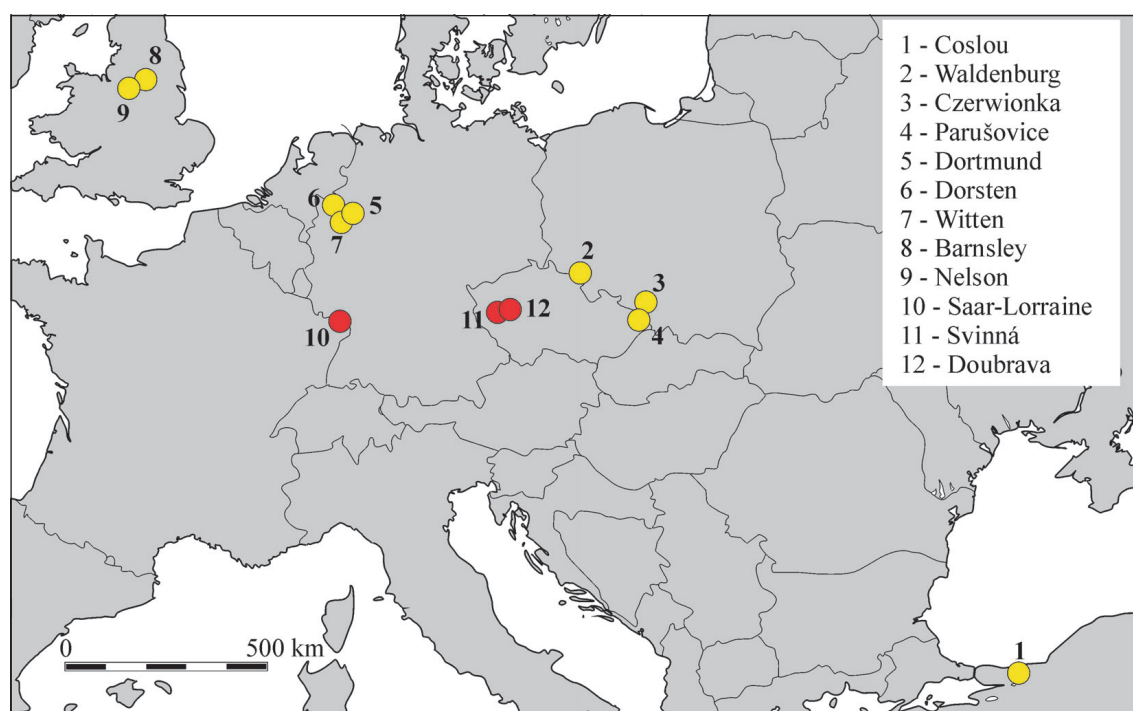 8
9
6
5
7
2
3
4
11
12
10
1
0 500 km
1 - Coslou
2 - Waldenburg
3 - Czerwionka
4 - Parušovice
5 - Dortmund
6 - Dorsten
7 - Witten
8 - Barnsley
9 - Nelson
10 - Saar-Lorraine
11 - Svinná
12 - Doubrava